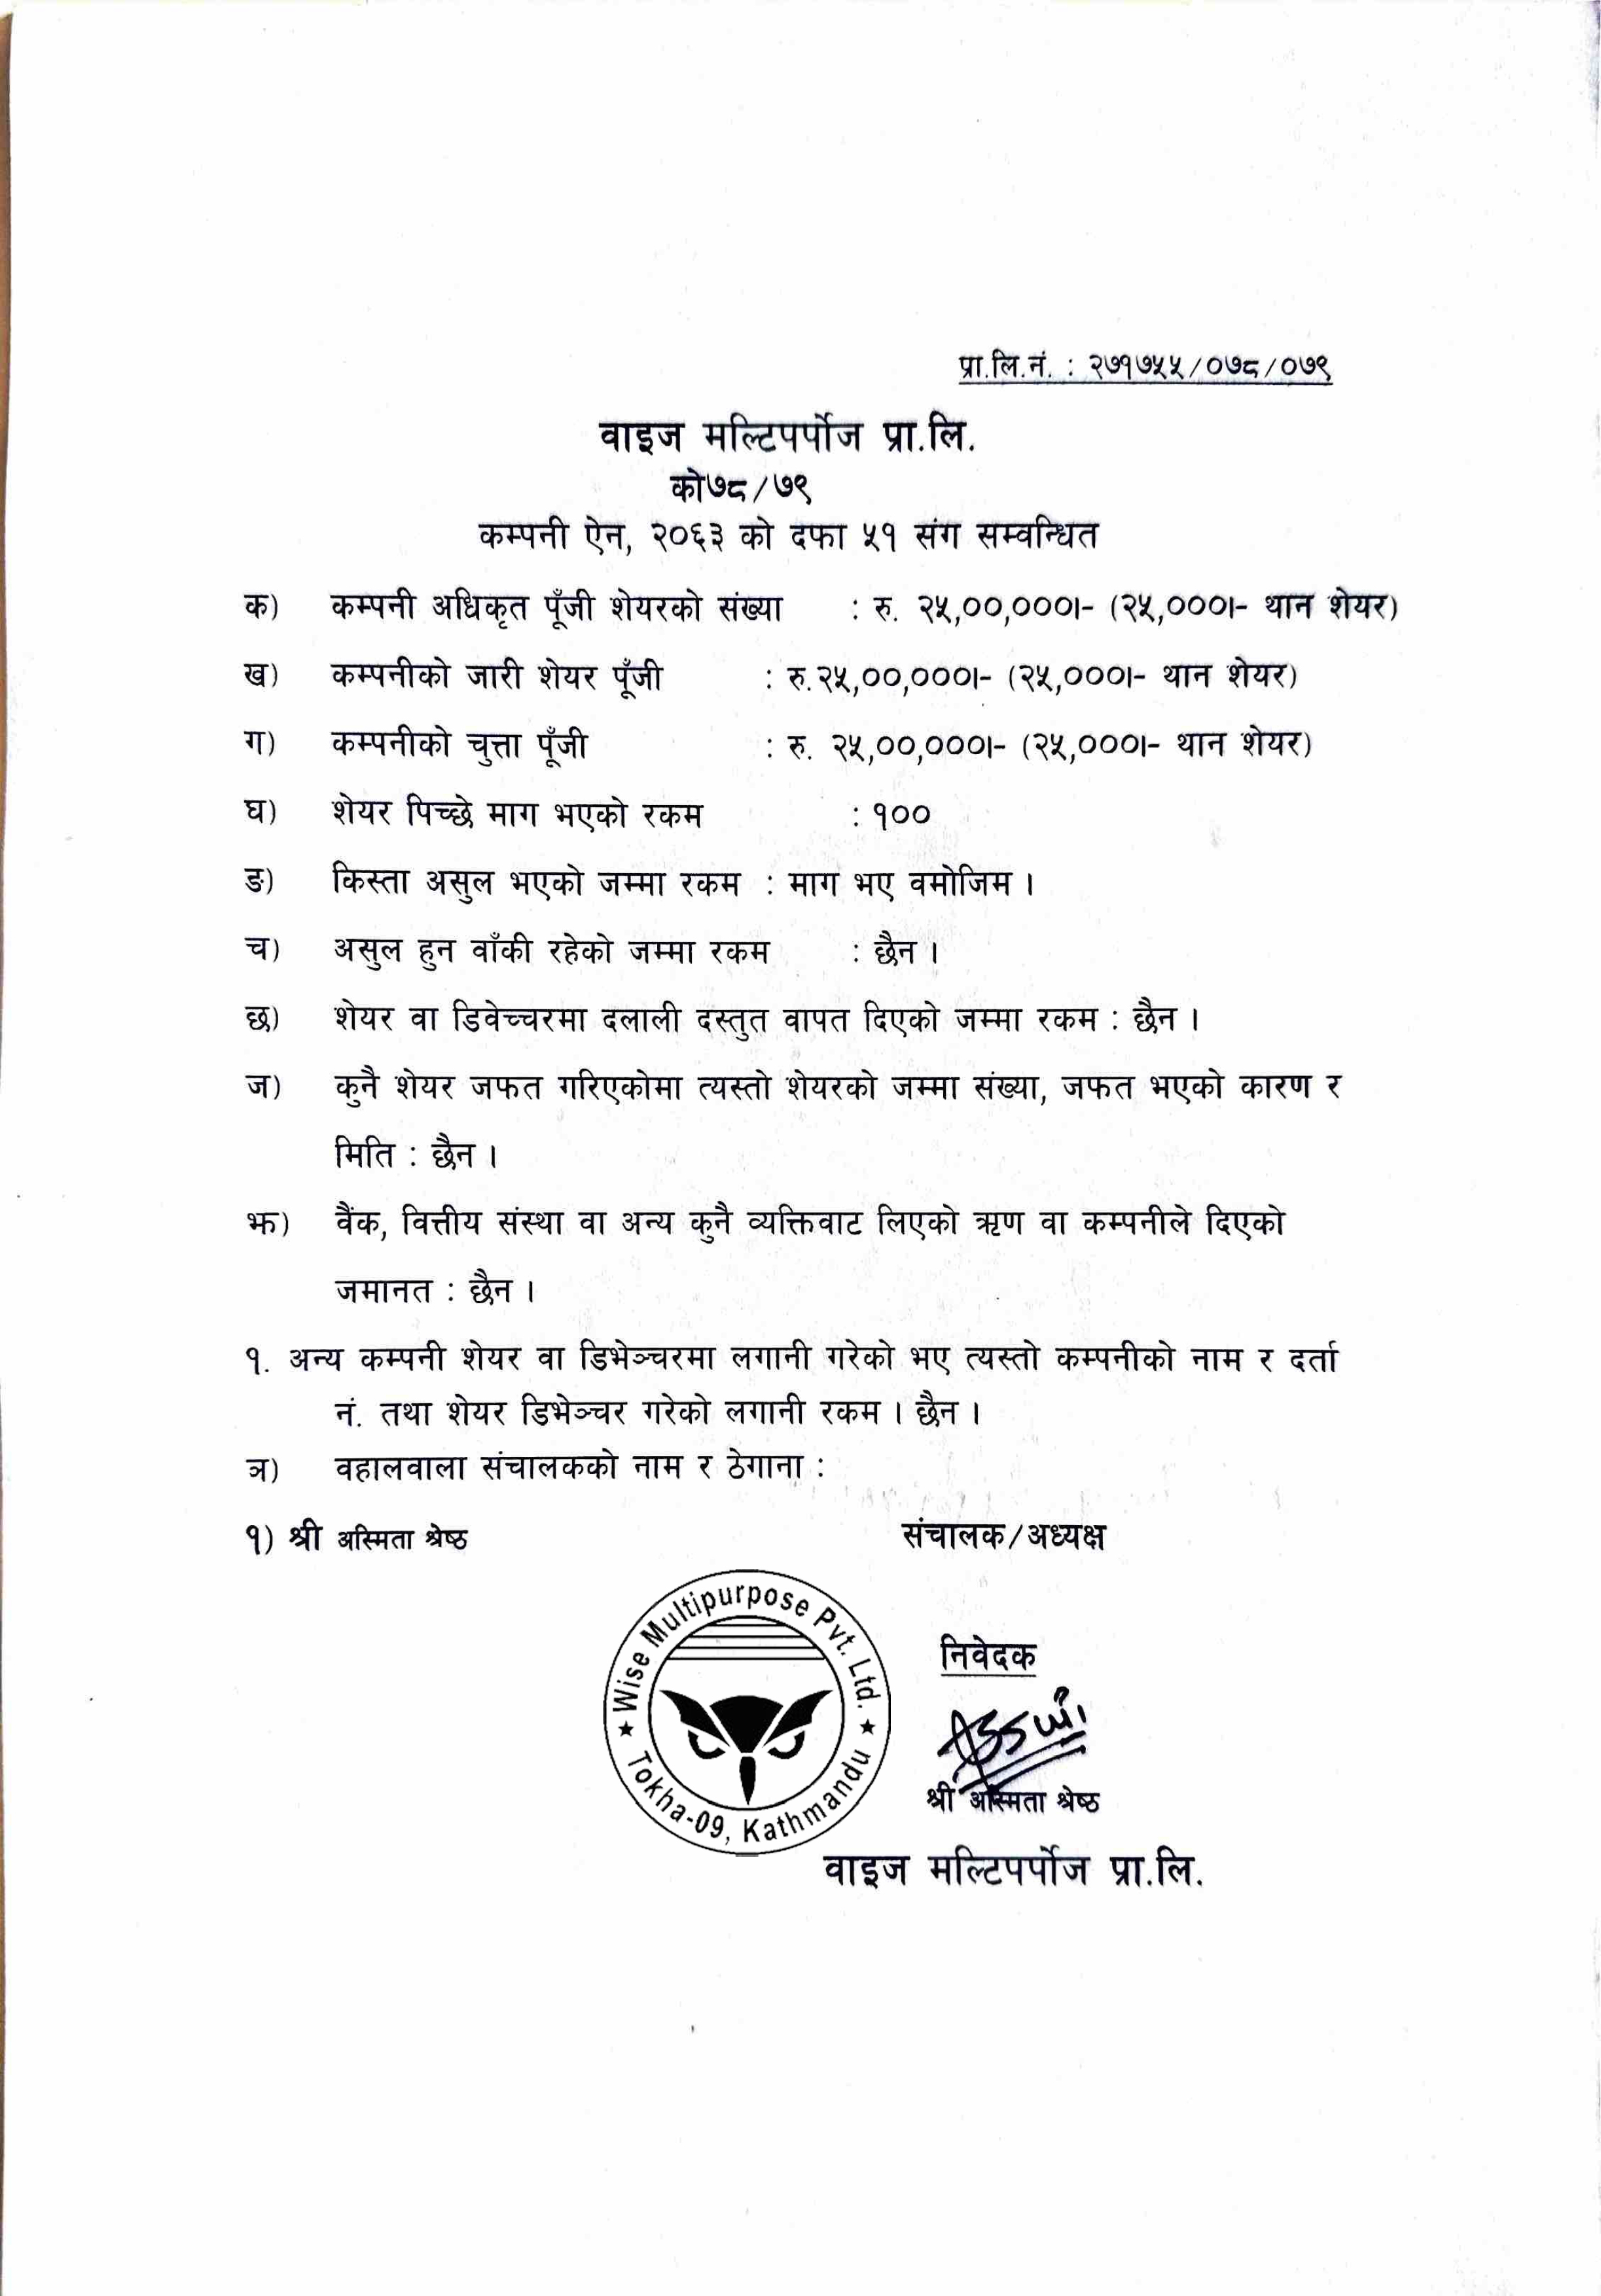 प्रा.लि.नं. : २७१७५५/०७८/०७९
वाइज मल्टिपर्पोज प्रा.लि.
को७८/७९
कम्पनी ऐन, २०६३ को दफा ५१ संग सम्वन्धित
क) कम्पनी अधिकृत पूँजी शेयरको संख्या : रु. २५,००,०००।- (२५,०००।- थान शेयर)
ख) कम्पनीको जारी शेयर पूँजी : रु.२५,००,०००।- (२५,०००।- थान शेयर)
ग) कम्पनीको चुत्ता पूँजी : रु. २५,००,०००।- (२५,०००।- थान शेयर)
घ) शेयर पिच्छे माग भएको रकम : १००
ङ) किस्ता असुल भएको जम्मा रकम : माग भए वमोजिम ।
च) असुल हुन वाँकी रहेको जम्मा रकम : छैन ।
छ) शेयर वा डिवेच्चरमा दलाली दस्तुत वापत दिएको जम्मा रकम : छैन ।
ज) कुनै शेयर जफत गरिएकोमा त्यस्तो शेयरको जम्मा संख्या, जफत भएको कारण र
मिति : छैन ।
झ) वैंक, वित्तीय संस्था वा अन्य कुनै व्यक्तिवाट लिएको ऋण वा कम्पनीले दिएको
जमानत : छैन ।
१. अन्य कम्पनी शेयर वा डिभेञ्चरमा लगानी गरेको भए त्यस्तो कम्पनीको नाम र दर्ता
नं. तथा शेयर डिभेञ्चर गरेको लगानी रकम । छैन ।
ञ) वहालवाला संचालकको नाम र ठेगाना :
१) श्री अस्मिता श्रेष्ठ संचालक/अध्यक्ष
★ Wise Multipurpose Pvt. Ltd. ★
Tokha-09, Kathmandu
निवेदक
श्री अस्मिता श्रेष्ठ
वाइज मल्टिपर्पोज प्रा.लि.